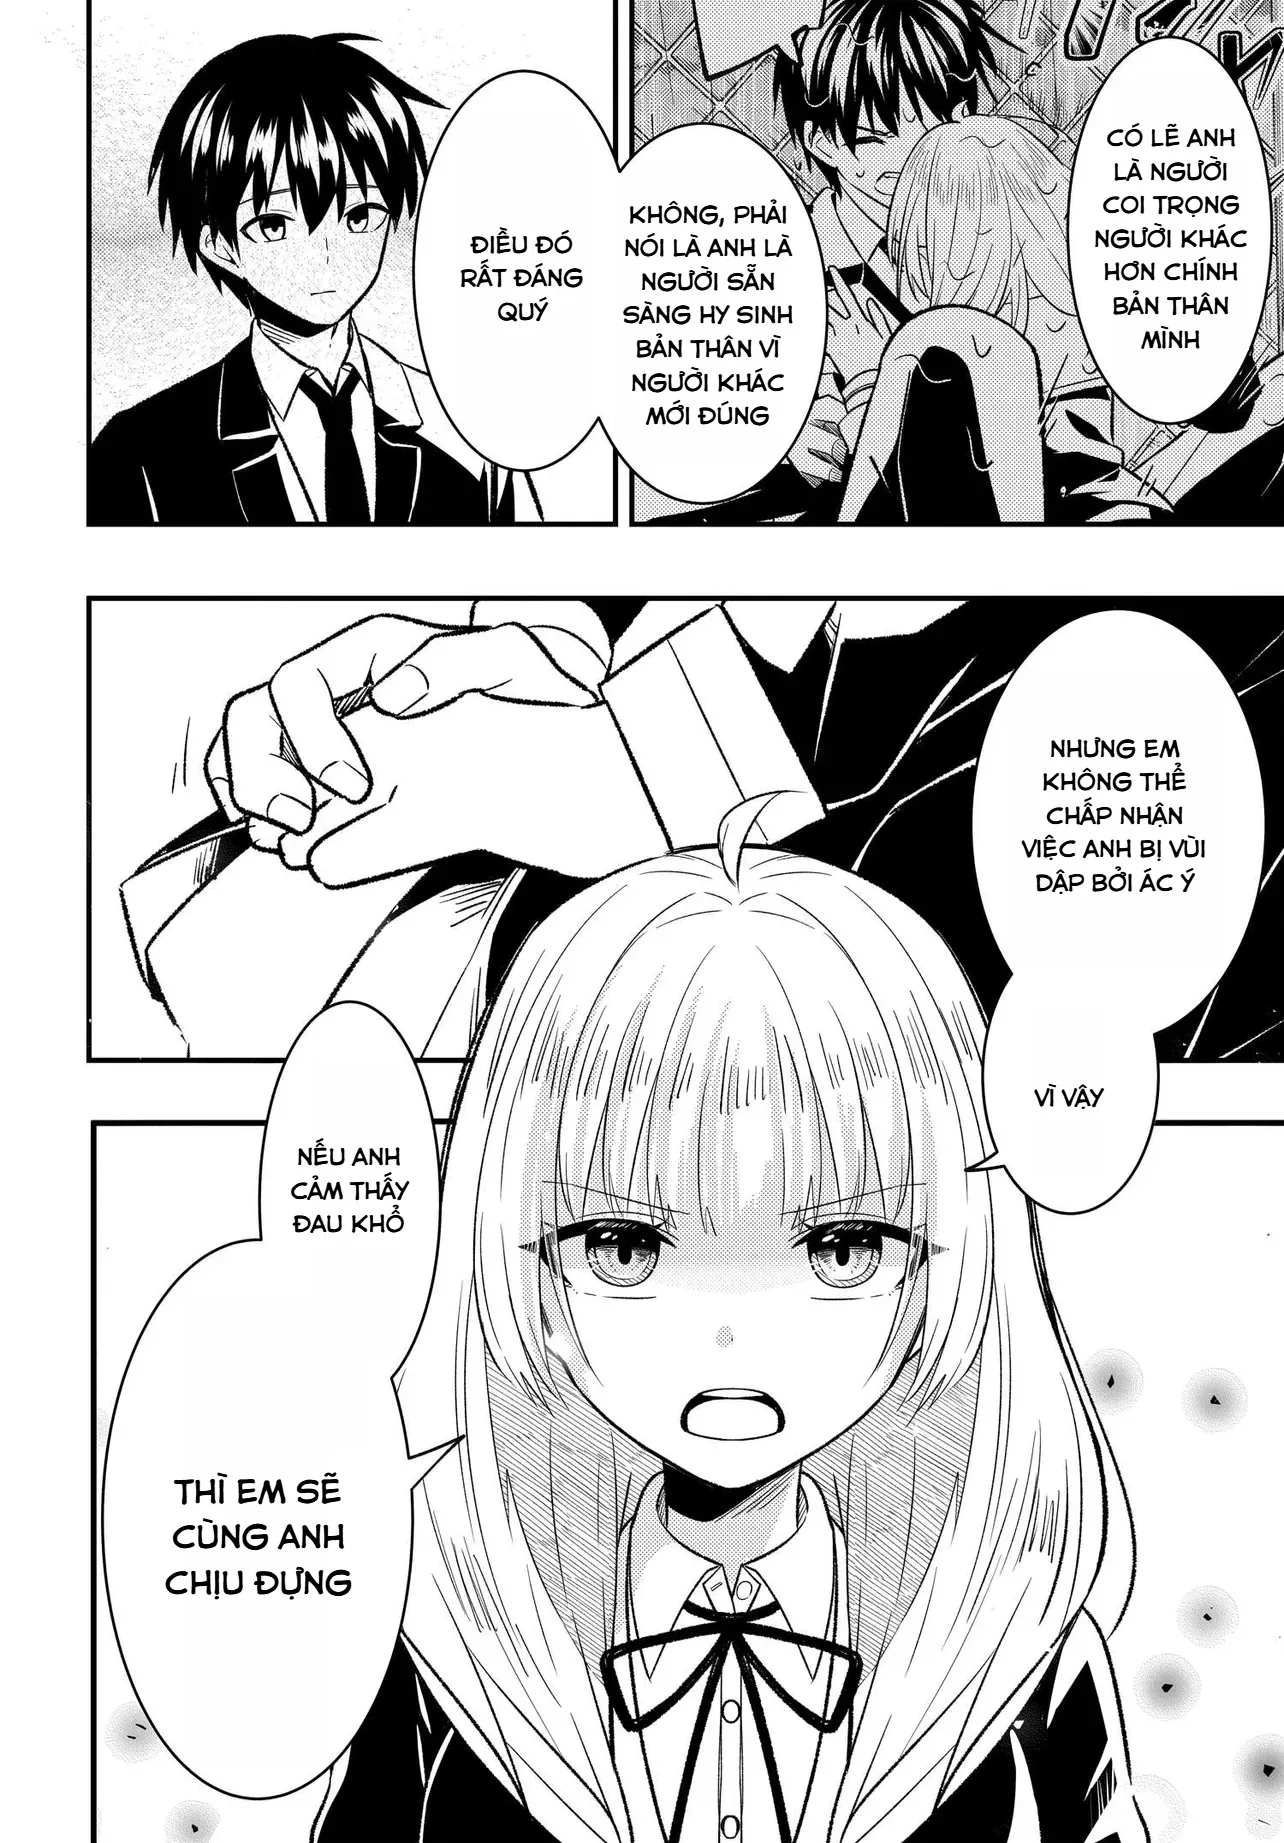 CÓ LẼ ANH
LÀ NGƯỜI
COI TRỌNG
NGƯỜI KHÁC
HƠN CHÍNH
BẢN THÂN
MÌNH
KHÔNG, PHẢI
NÓI LÀ ANH LÀ
NGƯỜI SẴN
SÀNG HY SINH
BẢN THÂN VÌ
NGƯỜI KHÁC
MỚI ĐÚNG
ĐIỀU ĐÓ
RẤT ĐÁNG
QUÝ
NHƯNG EM
KHÔNG THỂ
CHẤP NHẬN
VIỆC ANH BỊ VÙI
DẬP BỞI ÁC Ý
VÌ VẬY
NẾU ANH
CẢM THẤY
ĐAU KHỔ
THÌ EM SẼ
CÙNG ANH
CHỊU ĐỰNG